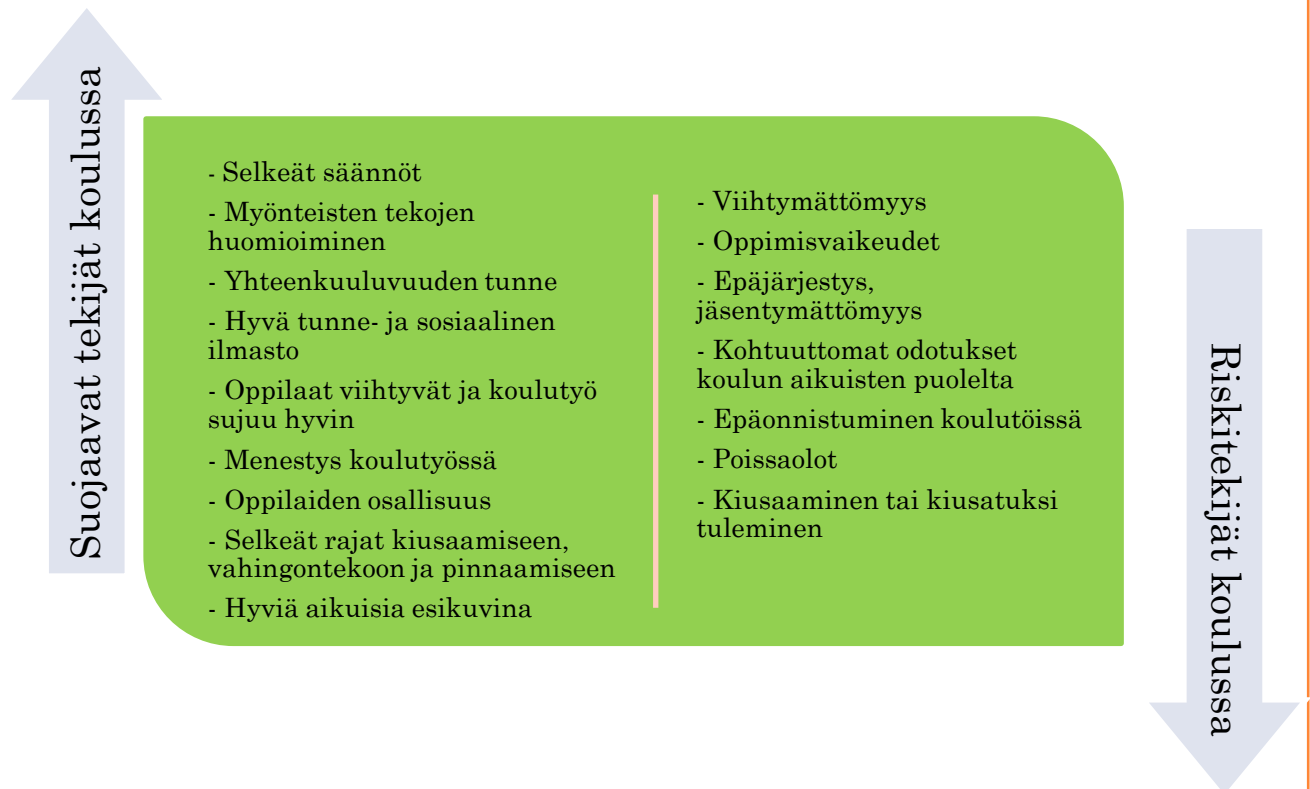 Suojaavat tekijät koulussa
- Selkeät säännöt
- Myönteisten tekojen
huomioiminen
- Yhteenkuuluvuuden tunne
- Hyvä tunne- ja sosiaalinen
ilmasto
- Oppilaat viihtyvät ja koulutyö
sujuu hyvin
- Menestys koulutyössä
- Oppilaiden osallisuus
- Selkeät rajat kiusaamiseen,
vahingontekoon ja pinnaamiseen
- Hyviä aikuisia esikuvina
- Viihtymättömyys
- Oppimisvaikeudet
- Epäjärjestys,
jäsentymättömyys
- Kohtuuttomat odotukset
koulun aikuisten puolelta
- Epäonnistuminen koulutöissä
- Poissaolot
- Kiusaaminen tai kiusatuksi
tuleminen
Riskitekijät koulussa